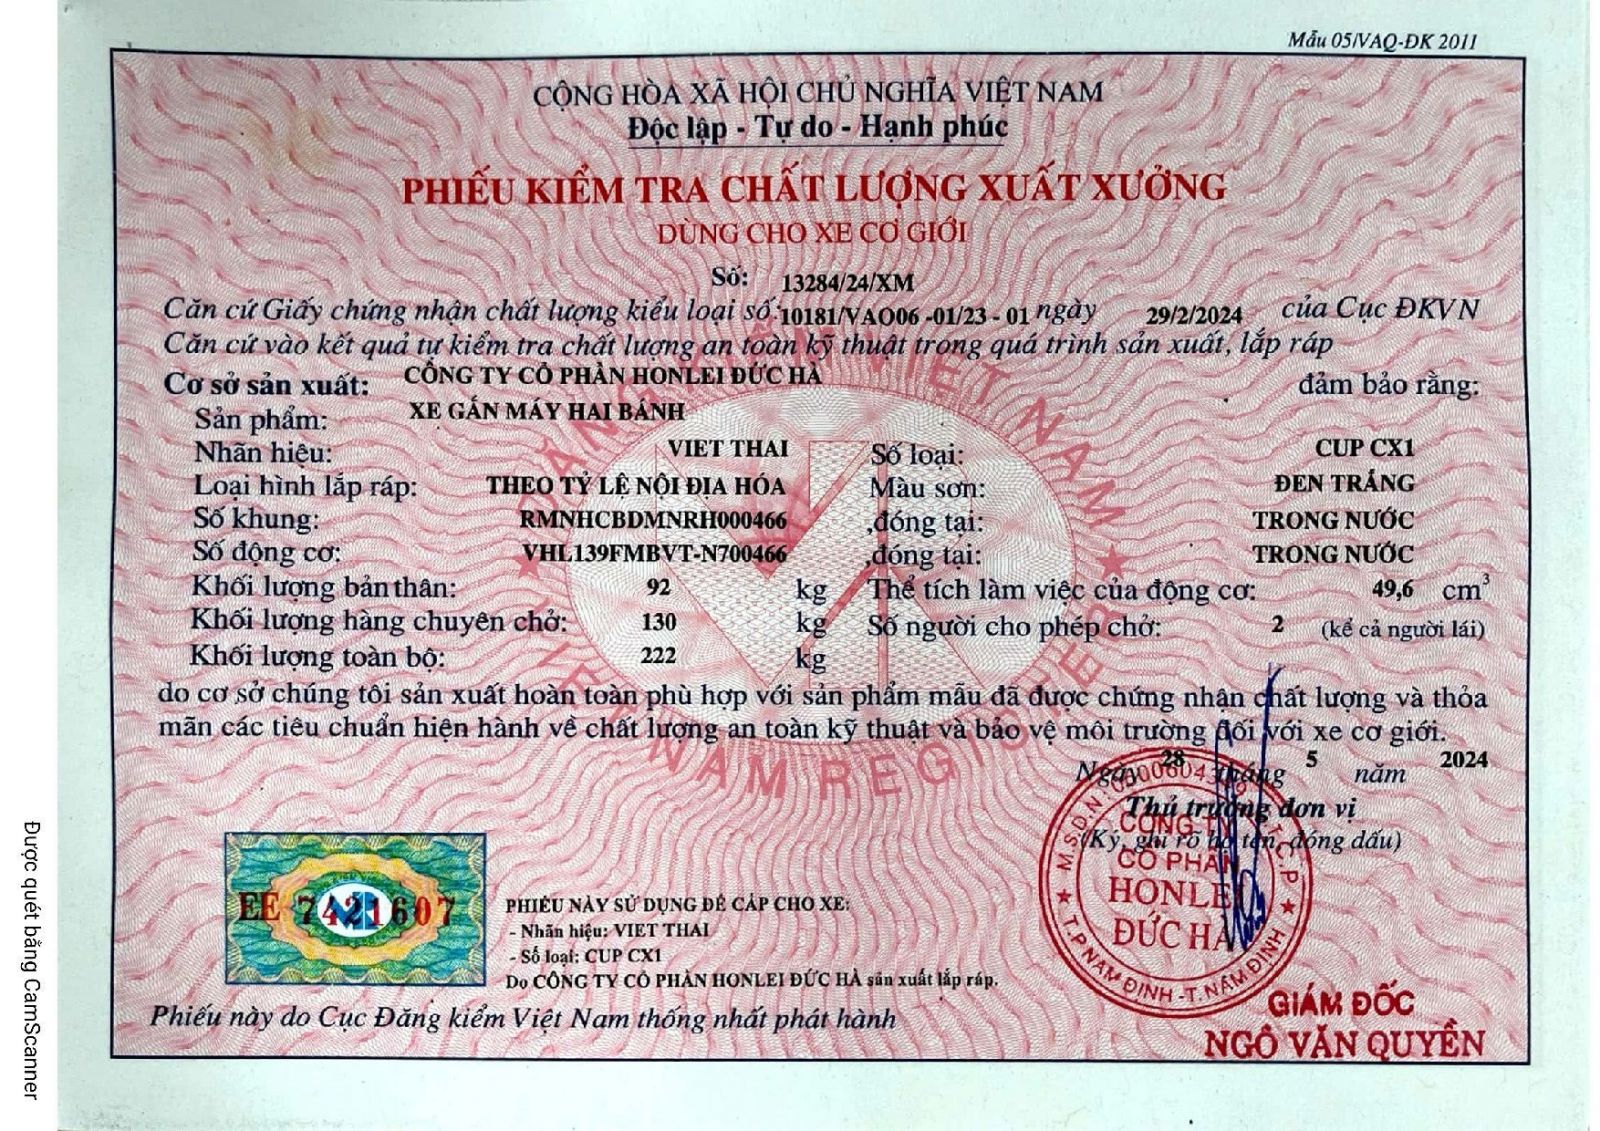 Mẫu 05/VAQ-ĐK 2011
CỘNG HÒA XÃ HỘI CHỦ NGHĨA VIỆT NAM
Độc lập - Tự do - Hạnh phúc
PHIẾU KIỂM TRA CHẤT LƯỢNG XUẤT XƯỞNG
DÙNG CHO XE CƠ GIỚI
Số: 13284/24/XM
Căn cứ Giấy chứng nhận chất lượng kiểu loại số: 10181/VAO06 -01/23 - 01 ngày 29/2/2024 của Cục ĐKVN
Căn cứ vào kết quả tự kiểm tra chất lượng an toàn kỹ thuật trong quá trình sản xuất, lắp ráp
Cơ sở sản xuất: CÔNG TY CỔ PHẦN HONLEI ĐỨC HÀ đảm bảo rằng:
Sản phẩm: XE GẮN MÁY HAI BÁNH
Nhãn hiệu: VIET THAI Số loại: CUP CX1
Loại hình lắp ráp: THEO TỶ LỆ NỘI ĐỊA HÓA Màu sơn: ĐEN TRẮNG
Số khung: RMNHCBDMNRH000466 ,đóng tại: TRONG NƯỚC
Số động cơ: VHL139FMBVT-N700466 ,đóng tại: TRONG NƯỚC
Khối lượng bản thân: 92 kg Thể tích làm việc của động cơ: 49,6 cm3
Khối lượng hàng chuyên chở: 130 kg Số người cho phép chở: 2 (kể cả người lái)
Khối lượng toàn bộ: 222 kg
do cơ sở chúng tôi sản xuất hoàn toàn phù hợp với sản phẩm mẫu đã được chứng nhận chất lượng và thỏa
mãn các tiêu chuẩn hiện hành về chất lượng an toàn kỹ thuật và bảo vệ môi trường đối với xe cơ giới.
Ngày 28 tháng 5 năm 2024
Thủ trưởng đơn vị
(Ký, ghi rõ họ tên, đóng dấu)
ĐĂNG KIỂM VIỆT NAM
VIETNAM REGISTER
M.S.D.N:
C.T.C.P
CÔNG TY
CỔ PHẦN
HONLEI
ĐỨC HÀ
T.P NAM ĐỊNH - T. NAM ĐỊNH
EE 7421607
PHIẾU NÀY SỬ DỤNG ĐỂ CẤP CHO XE:
- Nhãn hiệu: VIET THAI
- Số loại: CUP CX1
Do CÔNG TY CỔ PHẦN HONLEI ĐỨC HÀ sản xuất lắp ráp.
GIÁM ĐỐC
NGÔ VĂN QUYỀN
Phiếu này do Cục Đăng kiểm Việt Nam thống nhất phát hành
Được quét bằng CamScanner